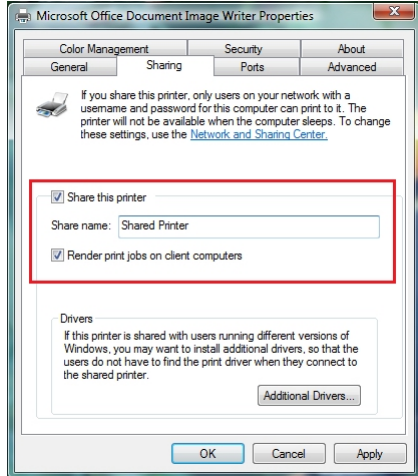 Microsoft Office Document Image Writer Properties
Color Management Security About
General Sharing Ports Advanced
If you share this printer, only users on your network with a
username and password for this computer can print to it. The
printer will not be available when the computer sleeps. To change
these settings, use the Network and Sharing Center.
Share this printer
Share name: Shared Printer
Render print jobs on client computers
Drivers
If this printer is shared with users running different versions of
Windows, you may want to install additional drivers, so that the
users do not have to find the print driver when they connect to
the shared printer.
Additional Drivers...
OK Cancel Apply